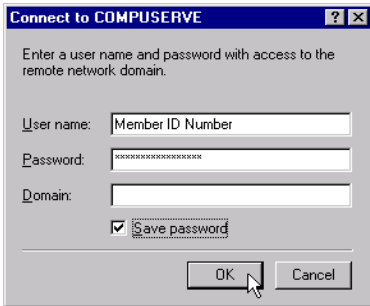 Connect to COMPUSERVE
Enter a user name and password with access to the
remote network domain.
User name: Member ID Number
Password: *****************
Domain:
Save password
OK Cancel